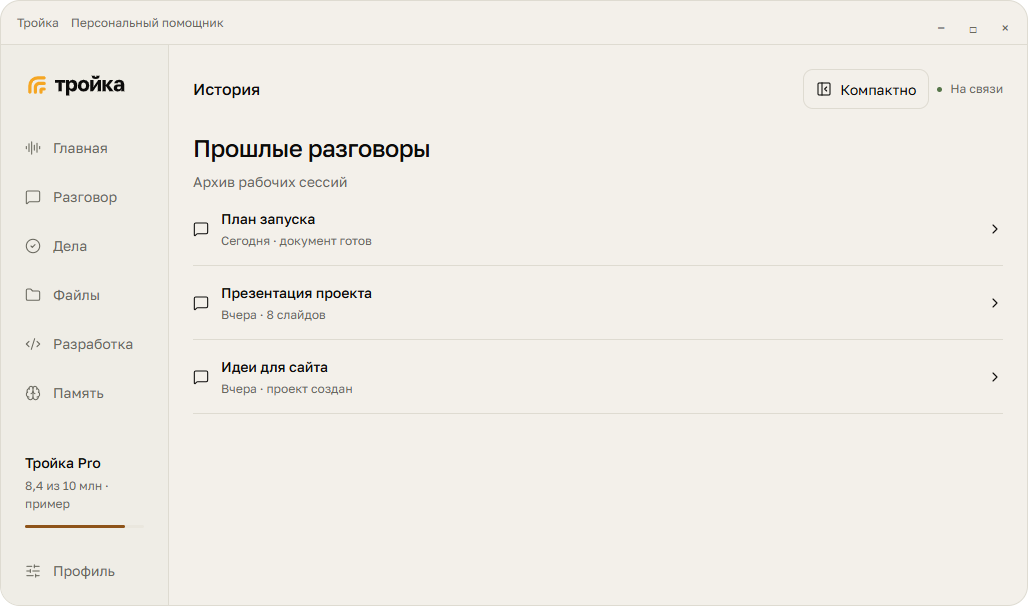 Тройка Персональный помощник
тройка
Главная
Разговор
Дела
Файлы
Разработка
Память
Тройка Pro
8,4 из 10 млн ·
пример
Профиль
История
Компактно
На связи
Прошлые разговоры
Архив рабочих сессий
План запуска
Сегодня · документ готов
Презентация проекта
Вчера · 8 слайдов
Идеи для сайта
Вчера · проект создан